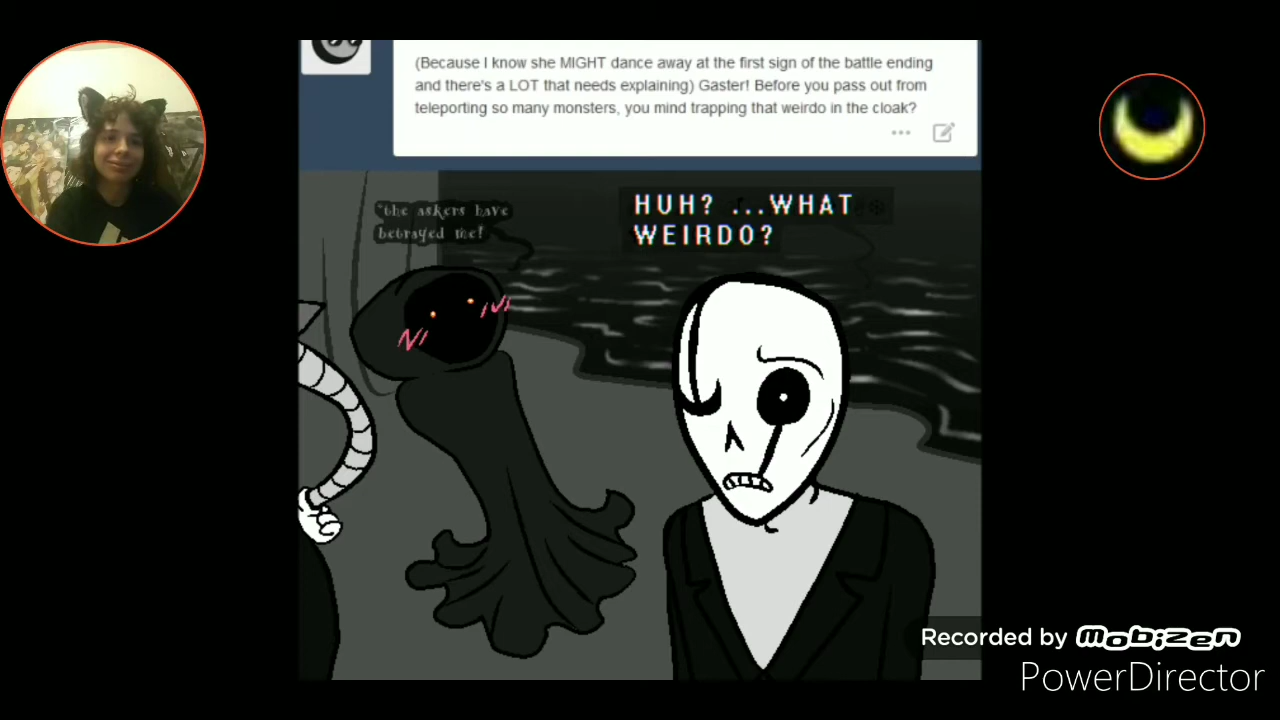 (Because I know she MIGHT dance away at the first sign of the battle ending
and there's a LOT that needs explaining) Gaster! Before you pass out from
teleporting so many monsters, you mind trapping that weirdo in the cloak?
*the askers have
betrayed me!
HUH? ...WHAT
WEIRDO?
Recorded by mobizen
PowerDirector